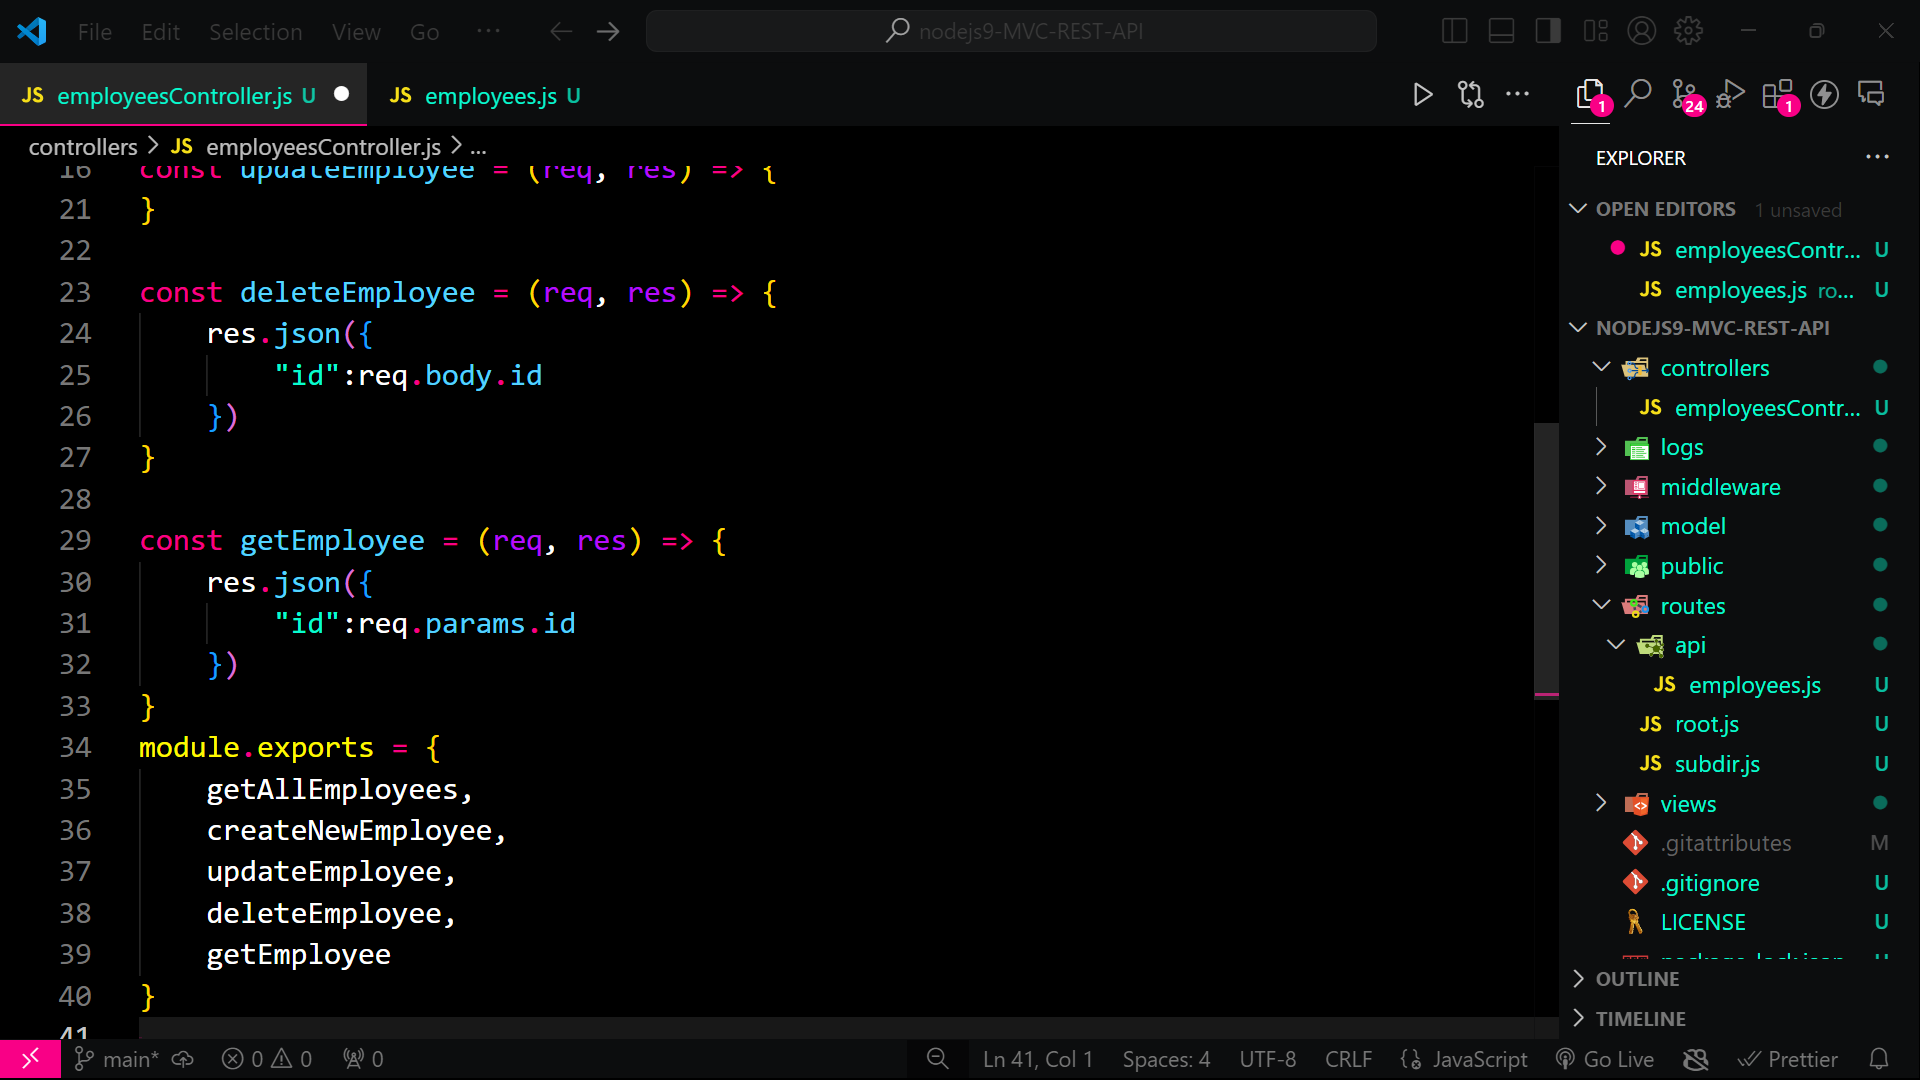 File Edit Selection View Go ... nodejs9-MVC-REST-API
JS employeesController.js U JS employees.js U
controllers > JS employeesController.js > ...
16 const updateEmployee = (req, res) => {
21 }
22
23 const deleteEmployee = (req, res) => {
24 res.json({
25 "id":req.body.id
26 })
27 }
28
29 const getEmployee = (req, res) => {
30 res.json({
31 "id":req.params.id
32 })
33 }
34 module.exports = {
35 getAllEmployees,
36 createNewEmployee,
37 updateEmployee,
38 deleteEmployee,
39 getEmployee
40 }
41
1 24 1
EXPLORER ...
OPEN EDITORS 1 unsaved
JS employeesContr... U
JS employees.js ro... U
NODEJS9-MVC-REST-API
controllers
JS employeesContr... U
logs
middleware
model
public
routes
api
JS employees.js U
JS root.js U
JS subdir.js U
views
.gitattributes M
.gitignore U
LICENSE U
package-lock.json U
OUTLINE
TIMELINE
main* 0 0 0 Ln 41, Col 1 Spaces: 4 UTF-8 CRLF {} JavaScript Go Live Prettier